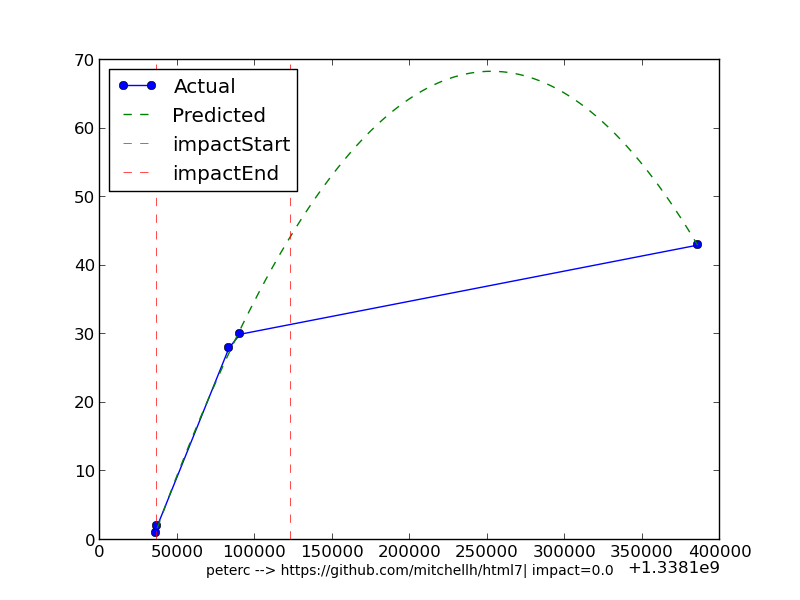 70
60
50
40
30
20
10
0
Actual
Predicted
impactStart
impactEnd
0 50000 100000 150000 200000 250000 300000 350000 400000
+1.3381e9
peterc --> https://github.com/mitchellh/html7| impact=0.0